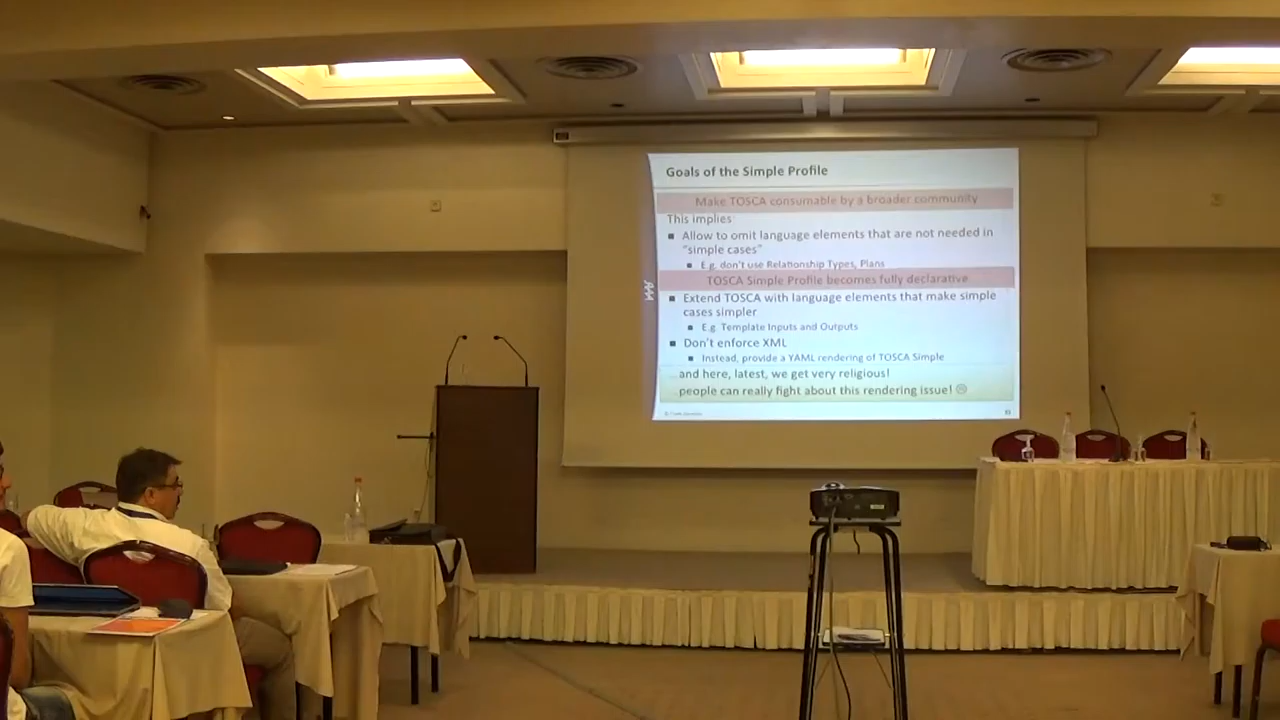 Goals of the Simple Profile
Make TOSCA consumable by a broader community
This implies
Allow to omit language elements that are not needed in
"simple cases"
E.g. don't use Relationship Types, Plans
TOSCA Simple Profile becomes fully declarative
Extend TOSCA with language elements that make simple
cases simpler
E.g. Template Inputs and Outputs
Don't enforce XML
Instead, provide a YAML rendering of TOSCA Simple
and here, latest, we get very religious!
people can really fight about this rendering issue! ☹